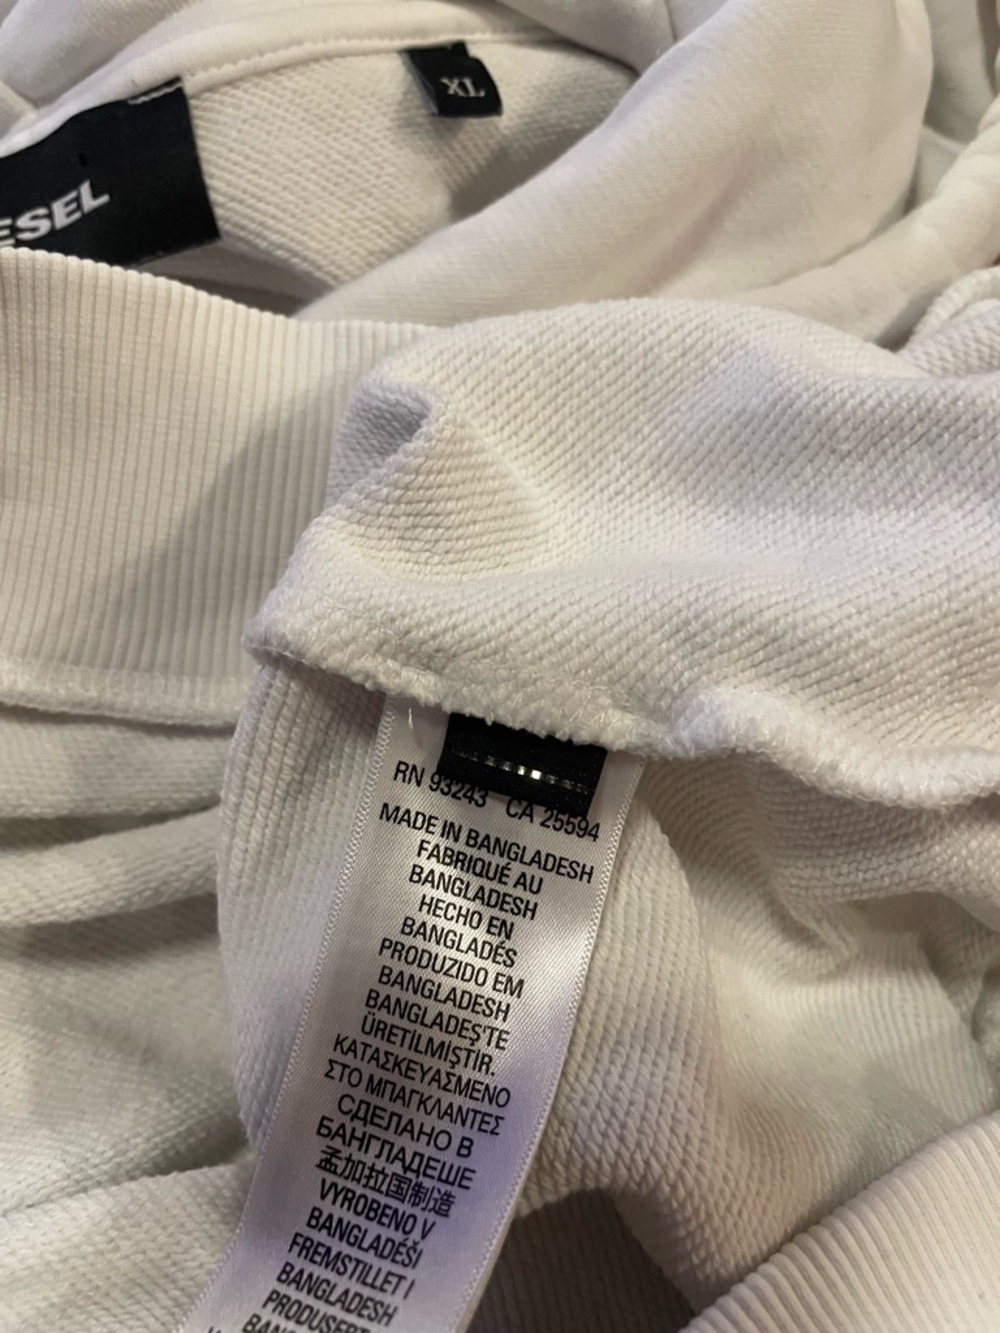 XL
ESEL
RN 93243 CA 25594
MADE IN BANGLADESH
FABRIQUÉ AU
BANGLADESH
HECHO EN
BANGLADÉS
PRODUZIDO EM
BANGLADESH
BANGLADEŞ'TE
ÜRETİLMİŞTİR.
ΚΑΤΑΣΚΕΥΑΣΜΕΝΟ
ΣΤΟ ΜΠΑΓΚΛΑΝΤΕΣ
СДЕЛАНО В
БАНГЛАДЕШЕ
孟加拉国制造
VYROBENO V
BANGLADÉŠI
FREMSTILLET I
BANGLADESH
PRODUSERT